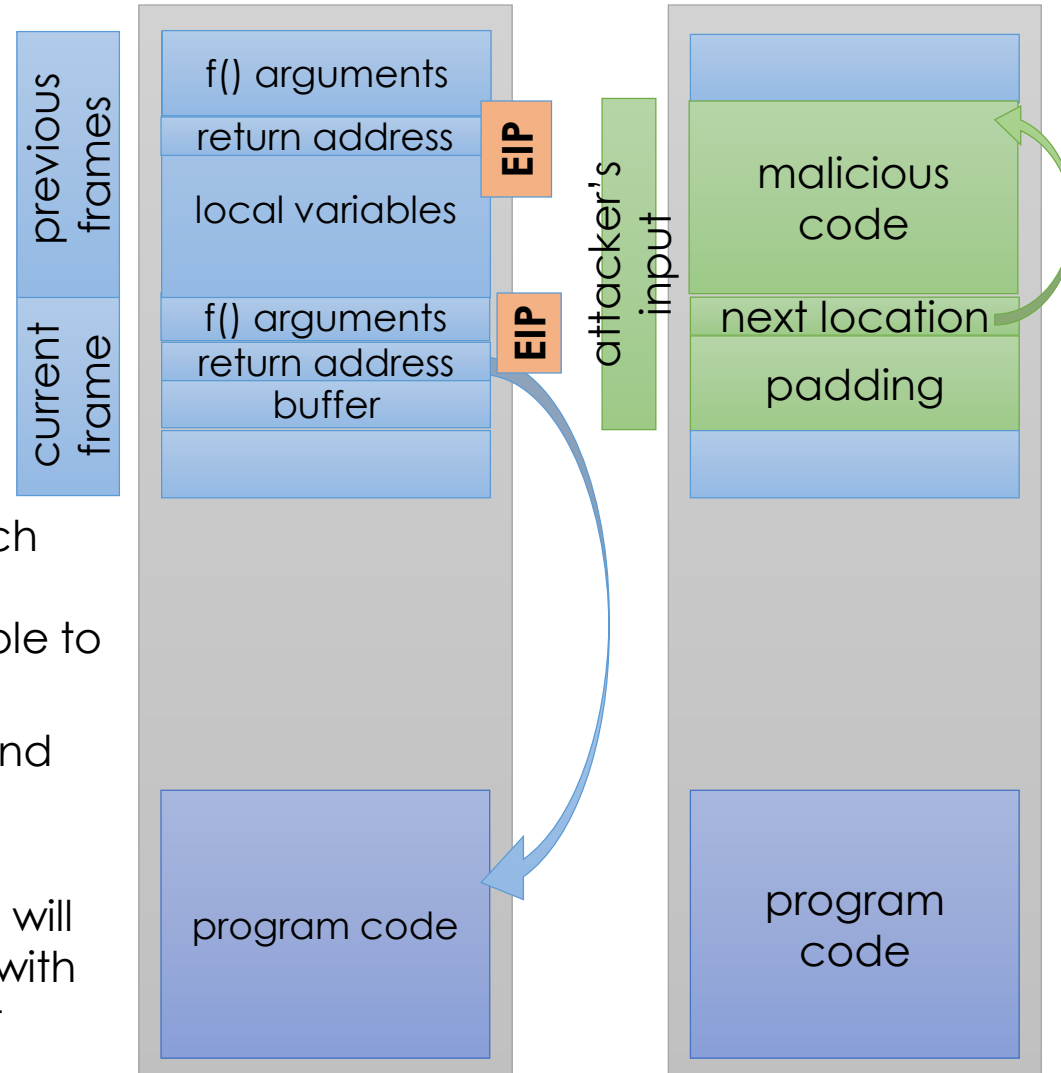 previous
frames
current
frame
f() arguments
return address
EIP
local variables
f() arguments
EIP
return address
buffer
program code
attacker's
input
malicious
code
next location
padding
program
code
ch
ole to
nd
will
with